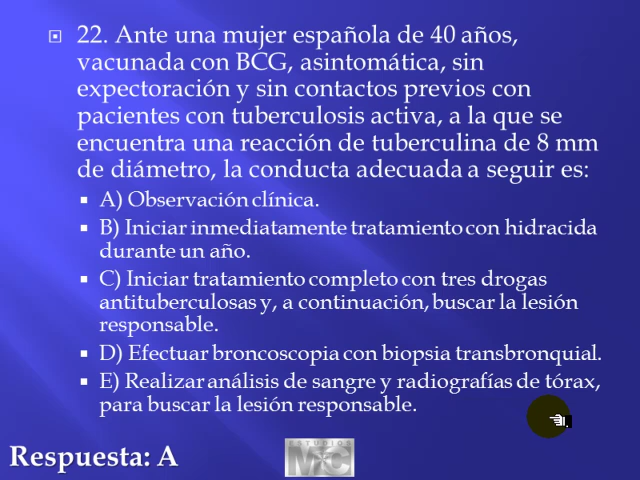 22. Ante una mujer española de 40 años,
vacunada con BCG, asintomática, sin
expectoración y sin contactos previos con
pacientes con tuberculosis activa, a la que se
encuentra una reacción de tuberculina de 8 mm
de diámetro, la conducta adecuada a seguir es:
A) Observación clínica.
B) Iniciar inmediatamente tratamiento con hidracida
durante un año.
C) Iniciar tratamiento completo con tres drogas
antituberculosas y, a continuación, buscar la lesión
responsable.
D) Efectuar broncoscopia con biopsia transbronquial.
E) Realizar análisis de sangre y radiografías de tórax,
para buscar la lesión responsable.
Respuesta: A
ESTUDIOS